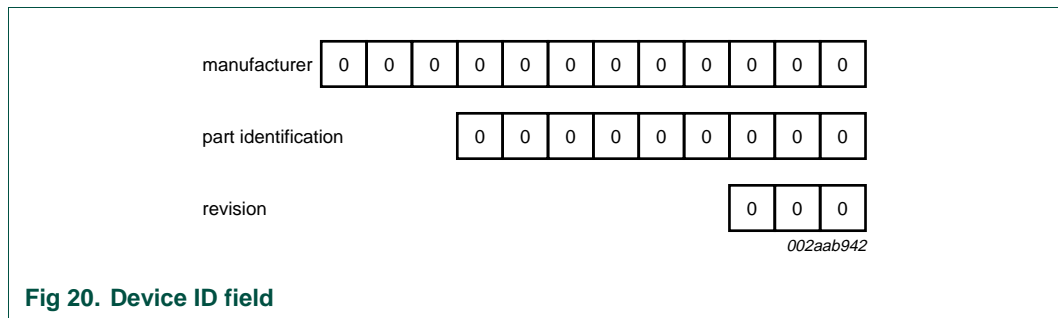 manufacturer 0 0 0 0 0 0 0 0 0 0 0 0
part identification 0 0 0 0 0 0 0 0 0
revision 0 0 0
002aab942
Fig 20. Device ID field